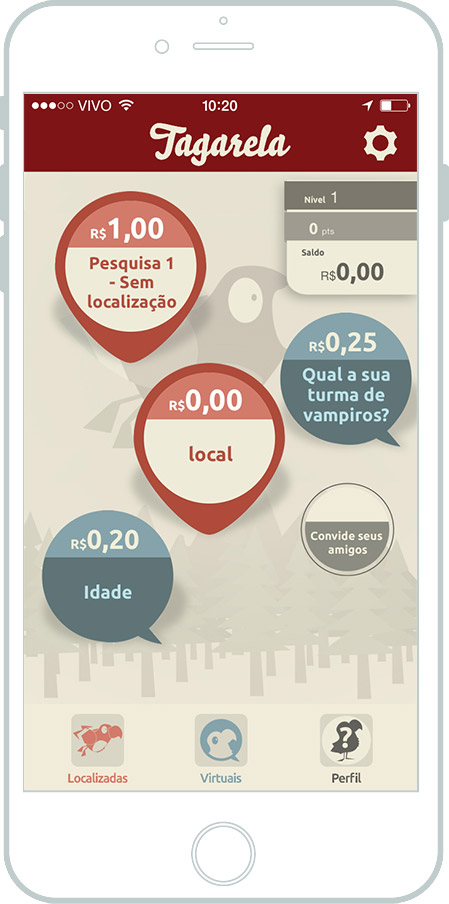 VIVO 10:20
Tagarela
Nivel 1
0 pts
Saldo
R$0,00
R$1,00
Pesquisa 1
- Sem
localização
R$0,25
Qual a sua
turma de
vampiros?
R$0,00
local
Convide seus
amigos
R$0,20
Idade
Localizadas
Virtuais
?
Perfil